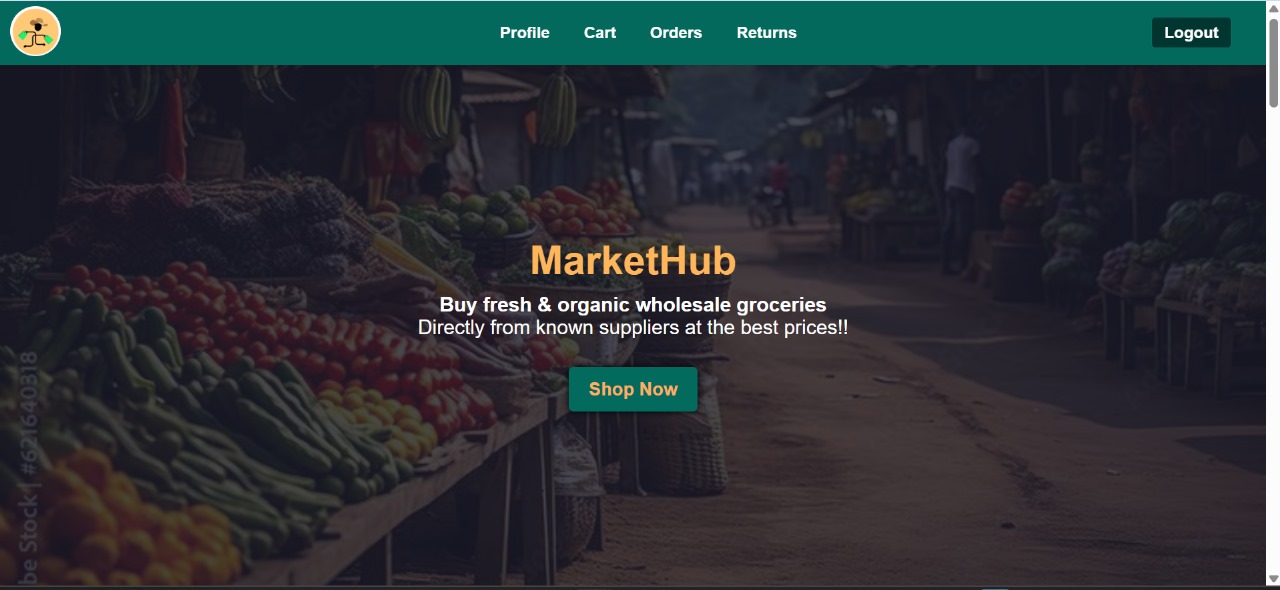 Profile Cart Orders Returns Logout
MarketHub
Buy fresh & organic wholesale groceries
Directly from known suppliers at the best prices!!
Shop Now
be Stock | #621640318